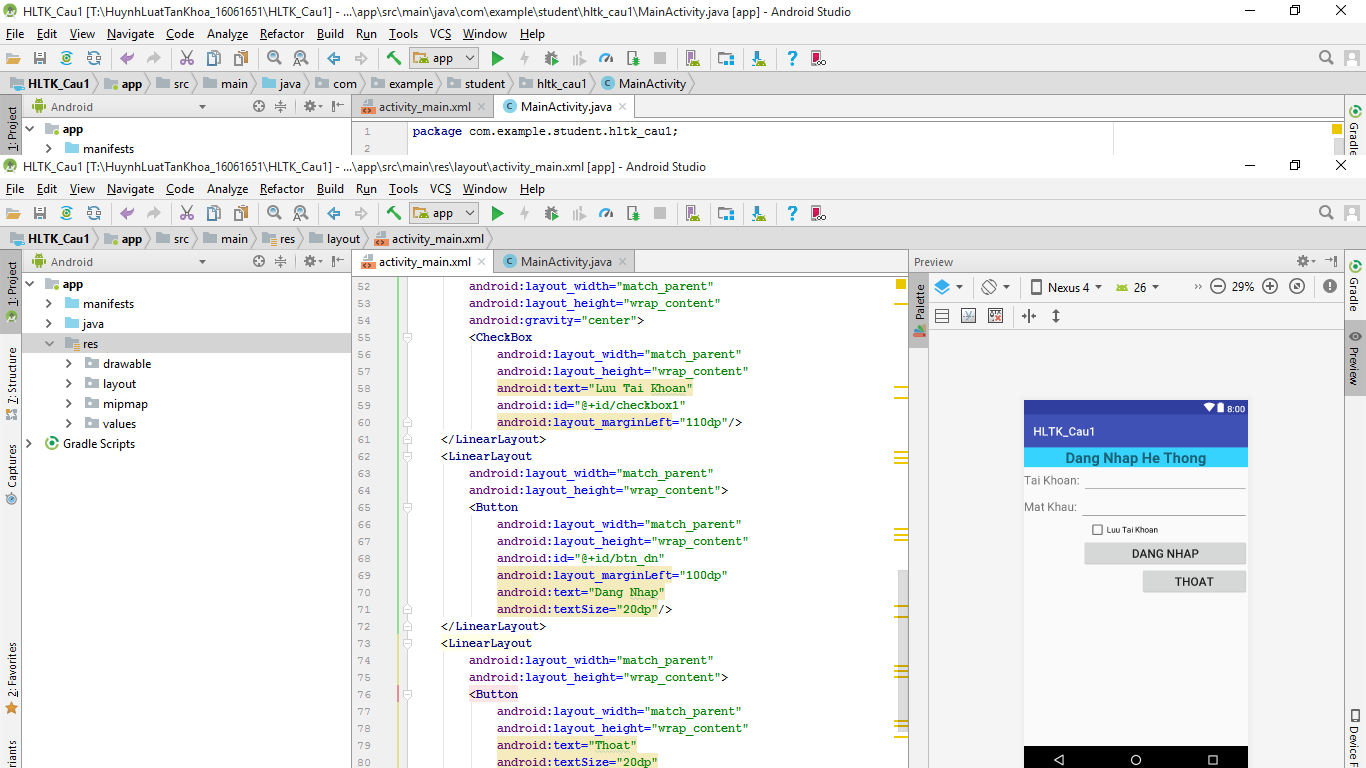 HLTK_Cau1 [T:\HuynhLuatTanKhoa_16061651\HLTK_Cau1] - ...\app\src\main\java\com\example\student\hltk_cau1\MainActivity.java [app] - Android Studio
File Edit View Navigate Code Analyze Refactor Build Run Tools VCS Window Help
app
HLTK_Cau1 app src main java com example student hltk_cau1 MainActivity
1: Project
Android
activity_main.xml
MainActivity.java
Gradle
app
manifests
1 package com.example.student.hltk_cau1;
2
HLTK_Cau1 [T:\HuynhLuatTanKhoa_16061651\HLTK_Cau1] - ...\app\src\main\res\layout\activity_main.xml [app] - Android Studio
File Edit View Navigate Code Analyze Refactor Build Run Tools VCS Window Help
app
HLTK_Cau1 app src main res layout activity_main.xml
1: Project
7: Structure
Captures
2: Favorites
Android
app
manifests
java
res
drawable
layout
mipmap
values
Gradle Scripts
activity_main.xml
MainActivity.java
52 android:layout_width="match_parent"
53 android:layout_height="wrap_content"
54 android:gravity="center">
55 <CheckBox
56 android:layout_width="match_parent"
57 android:layout_height="wrap_content"
58 android:text="Luu Tai Khoan"
59 android:id="@+id/checkbox1"
60 android:layout_marginLeft="110dp"/>
61 </LinearLayout>
62 <LinearLayout
63 android:layout_width="match_parent"
64 android:layout_height="wrap_content">
65 <Button
66 android:layout_width="match_parent"
67 android:layout_height="wrap_content"
68 android:id="@+id/btn_dn"
69 android:layout_marginLeft="100dp"
70 android:text="Dang Nhap"
71 android:textSize="20dp"/>
72 </LinearLayout>
73 <LinearLayout
74 android:layout_width="match_parent"
75 android:layout_height="wrap_content">
76 <Button
77 android:layout_width="match_parent"
78 android:layout_height="wrap_content"
79 android:text="Thoat"
80 android:textSize="20dp"
Preview
Palette
Nexus 4 26 29%
8:00
HLTK_Cau1
Dang Nhap He Thong
Tai Khoan:
Mat Khau:
Luu Tai Khoan
DANG NHAP
THOAT
Gradle
Preview